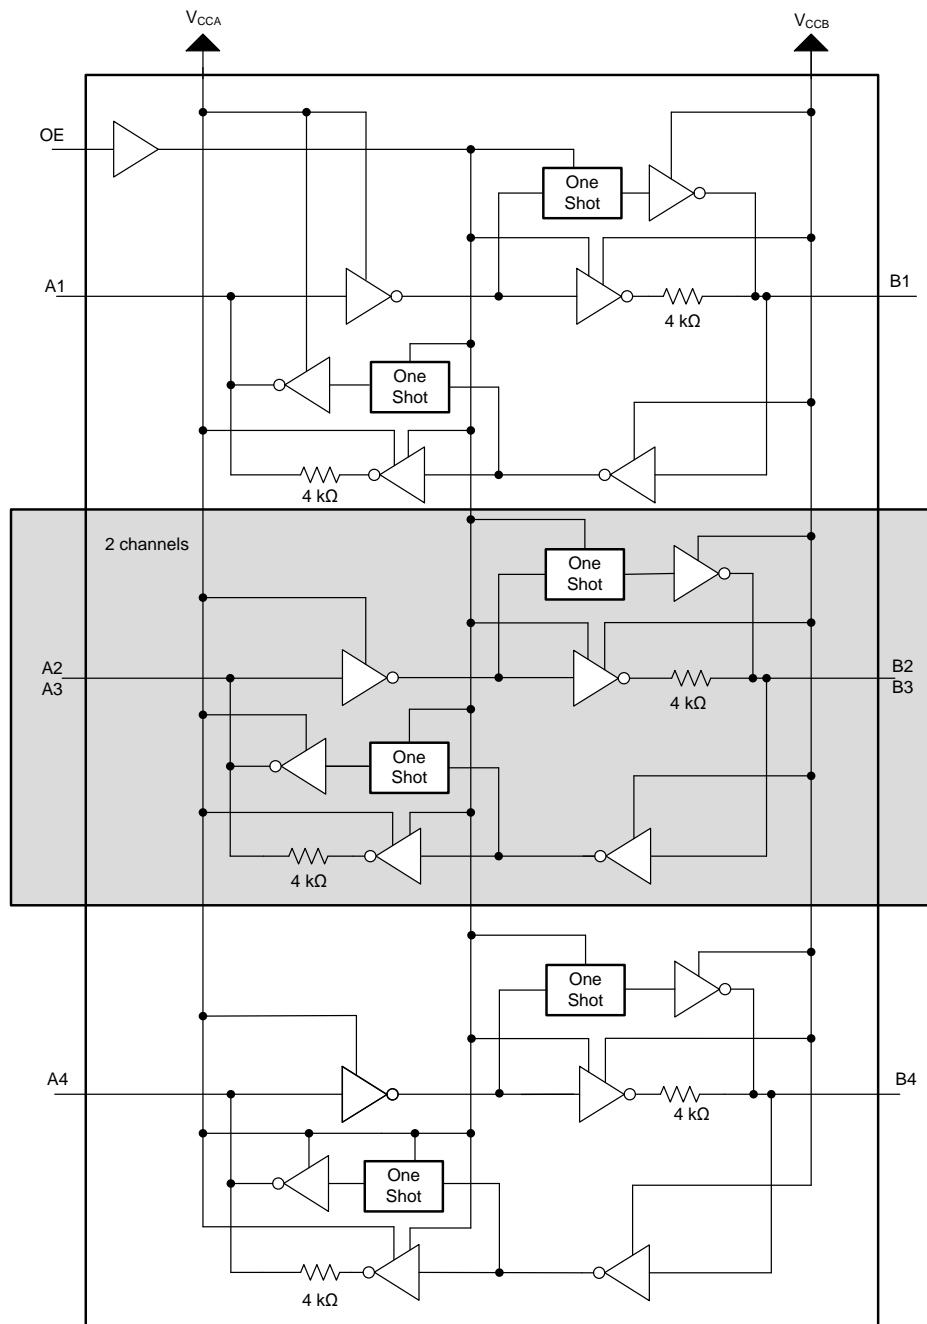 VCCA
VCCB
OE
One
Shot
A1
B1
4 kΩ
One
Shot
4 kΩ
2 channels
One
Shot
A2
A3
B2
B3
4 kΩ
One
Shot
4 kΩ
One
Shot
A4
B4
4 kΩ
One
Shot
4 kΩ